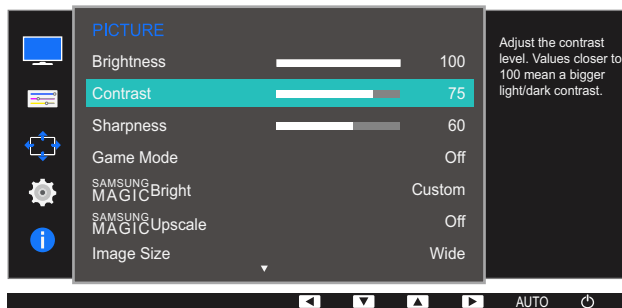 PICTURE
Brightness 100
Contrast 75
Sharpness 60
Game Mode Off
SAMSUNG
MAGICBright Custom
SAMSUNG
MAGICUpscale Off
Image Size Wide
Adjust the contrast
level. Values closer to
100 mean a bigger
light/dark contrast.
AUTO